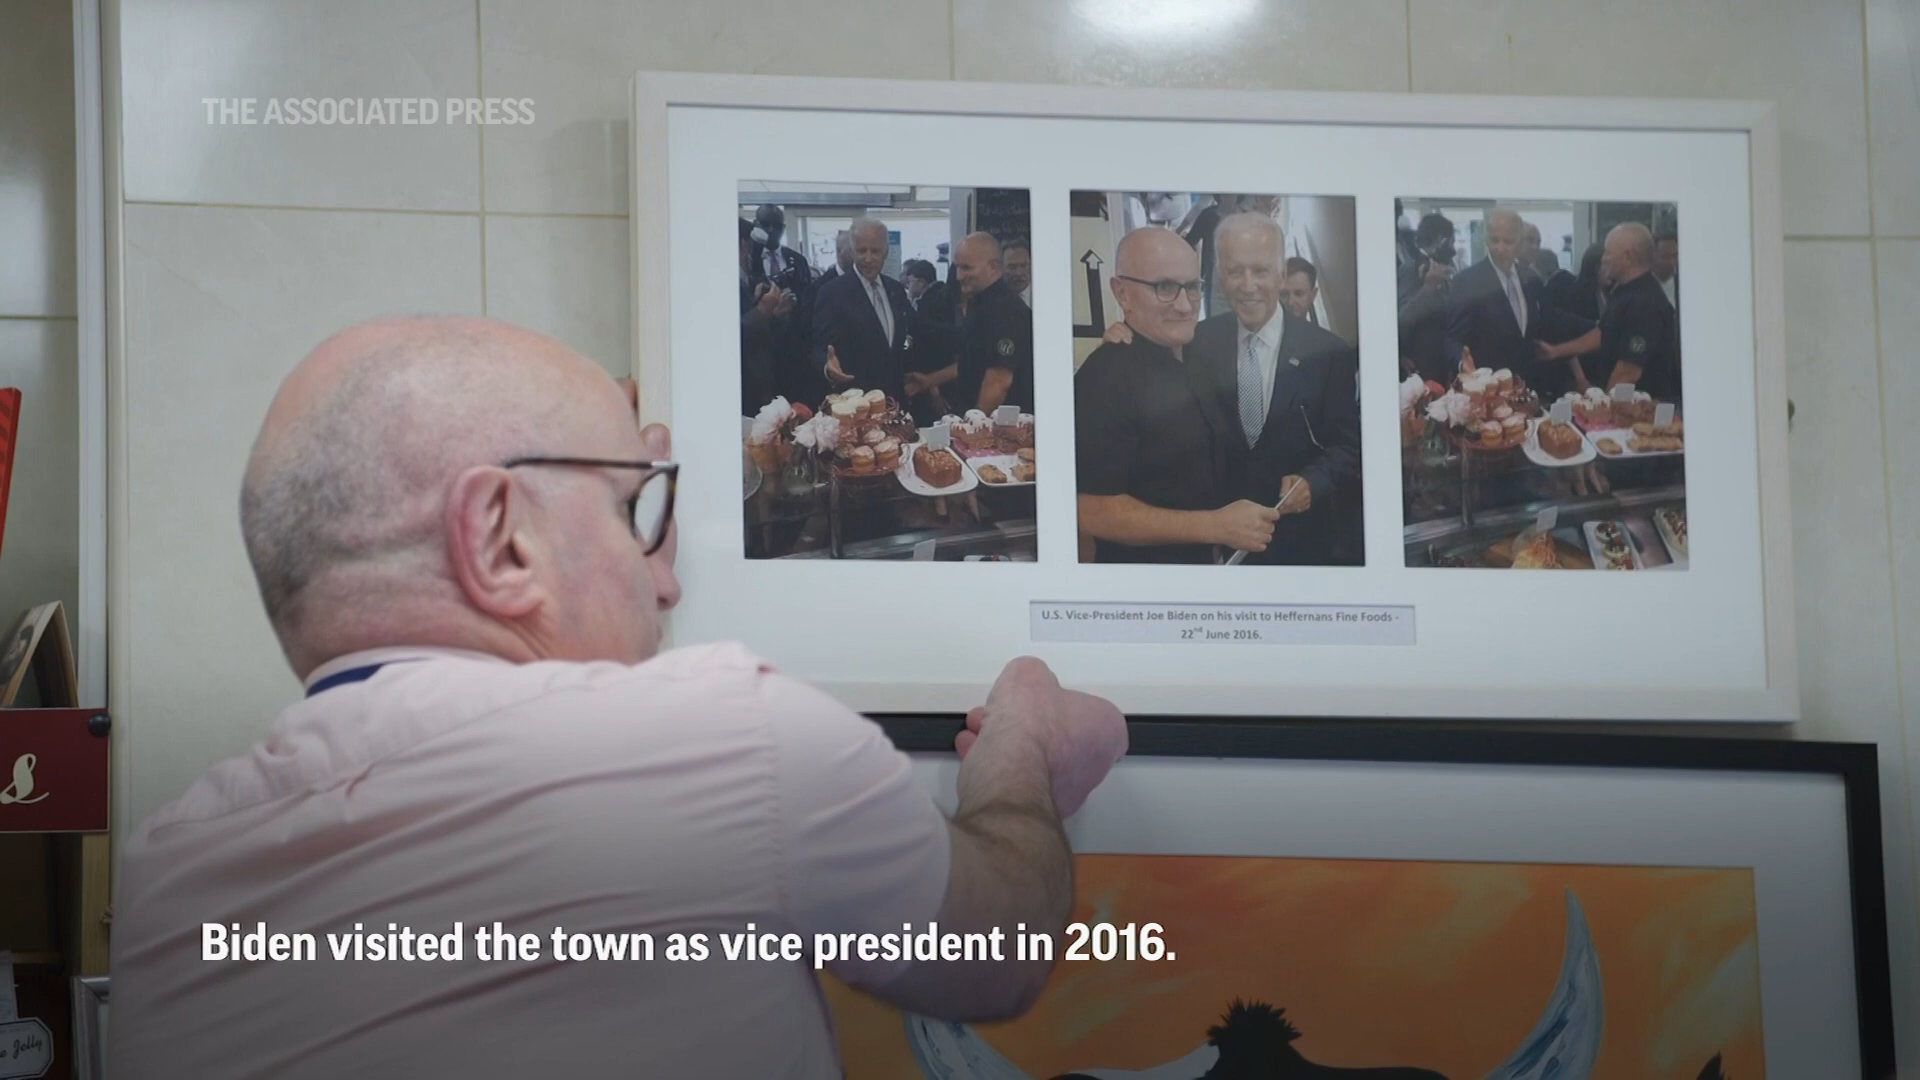 THE ASSOCIATED PRESS
U.S. Vice-President Joe Biden on his visit to Heffernans Fine Foods -
22nd June 2016.
s
Jelly
Biden visited the town as vice president in 2016.